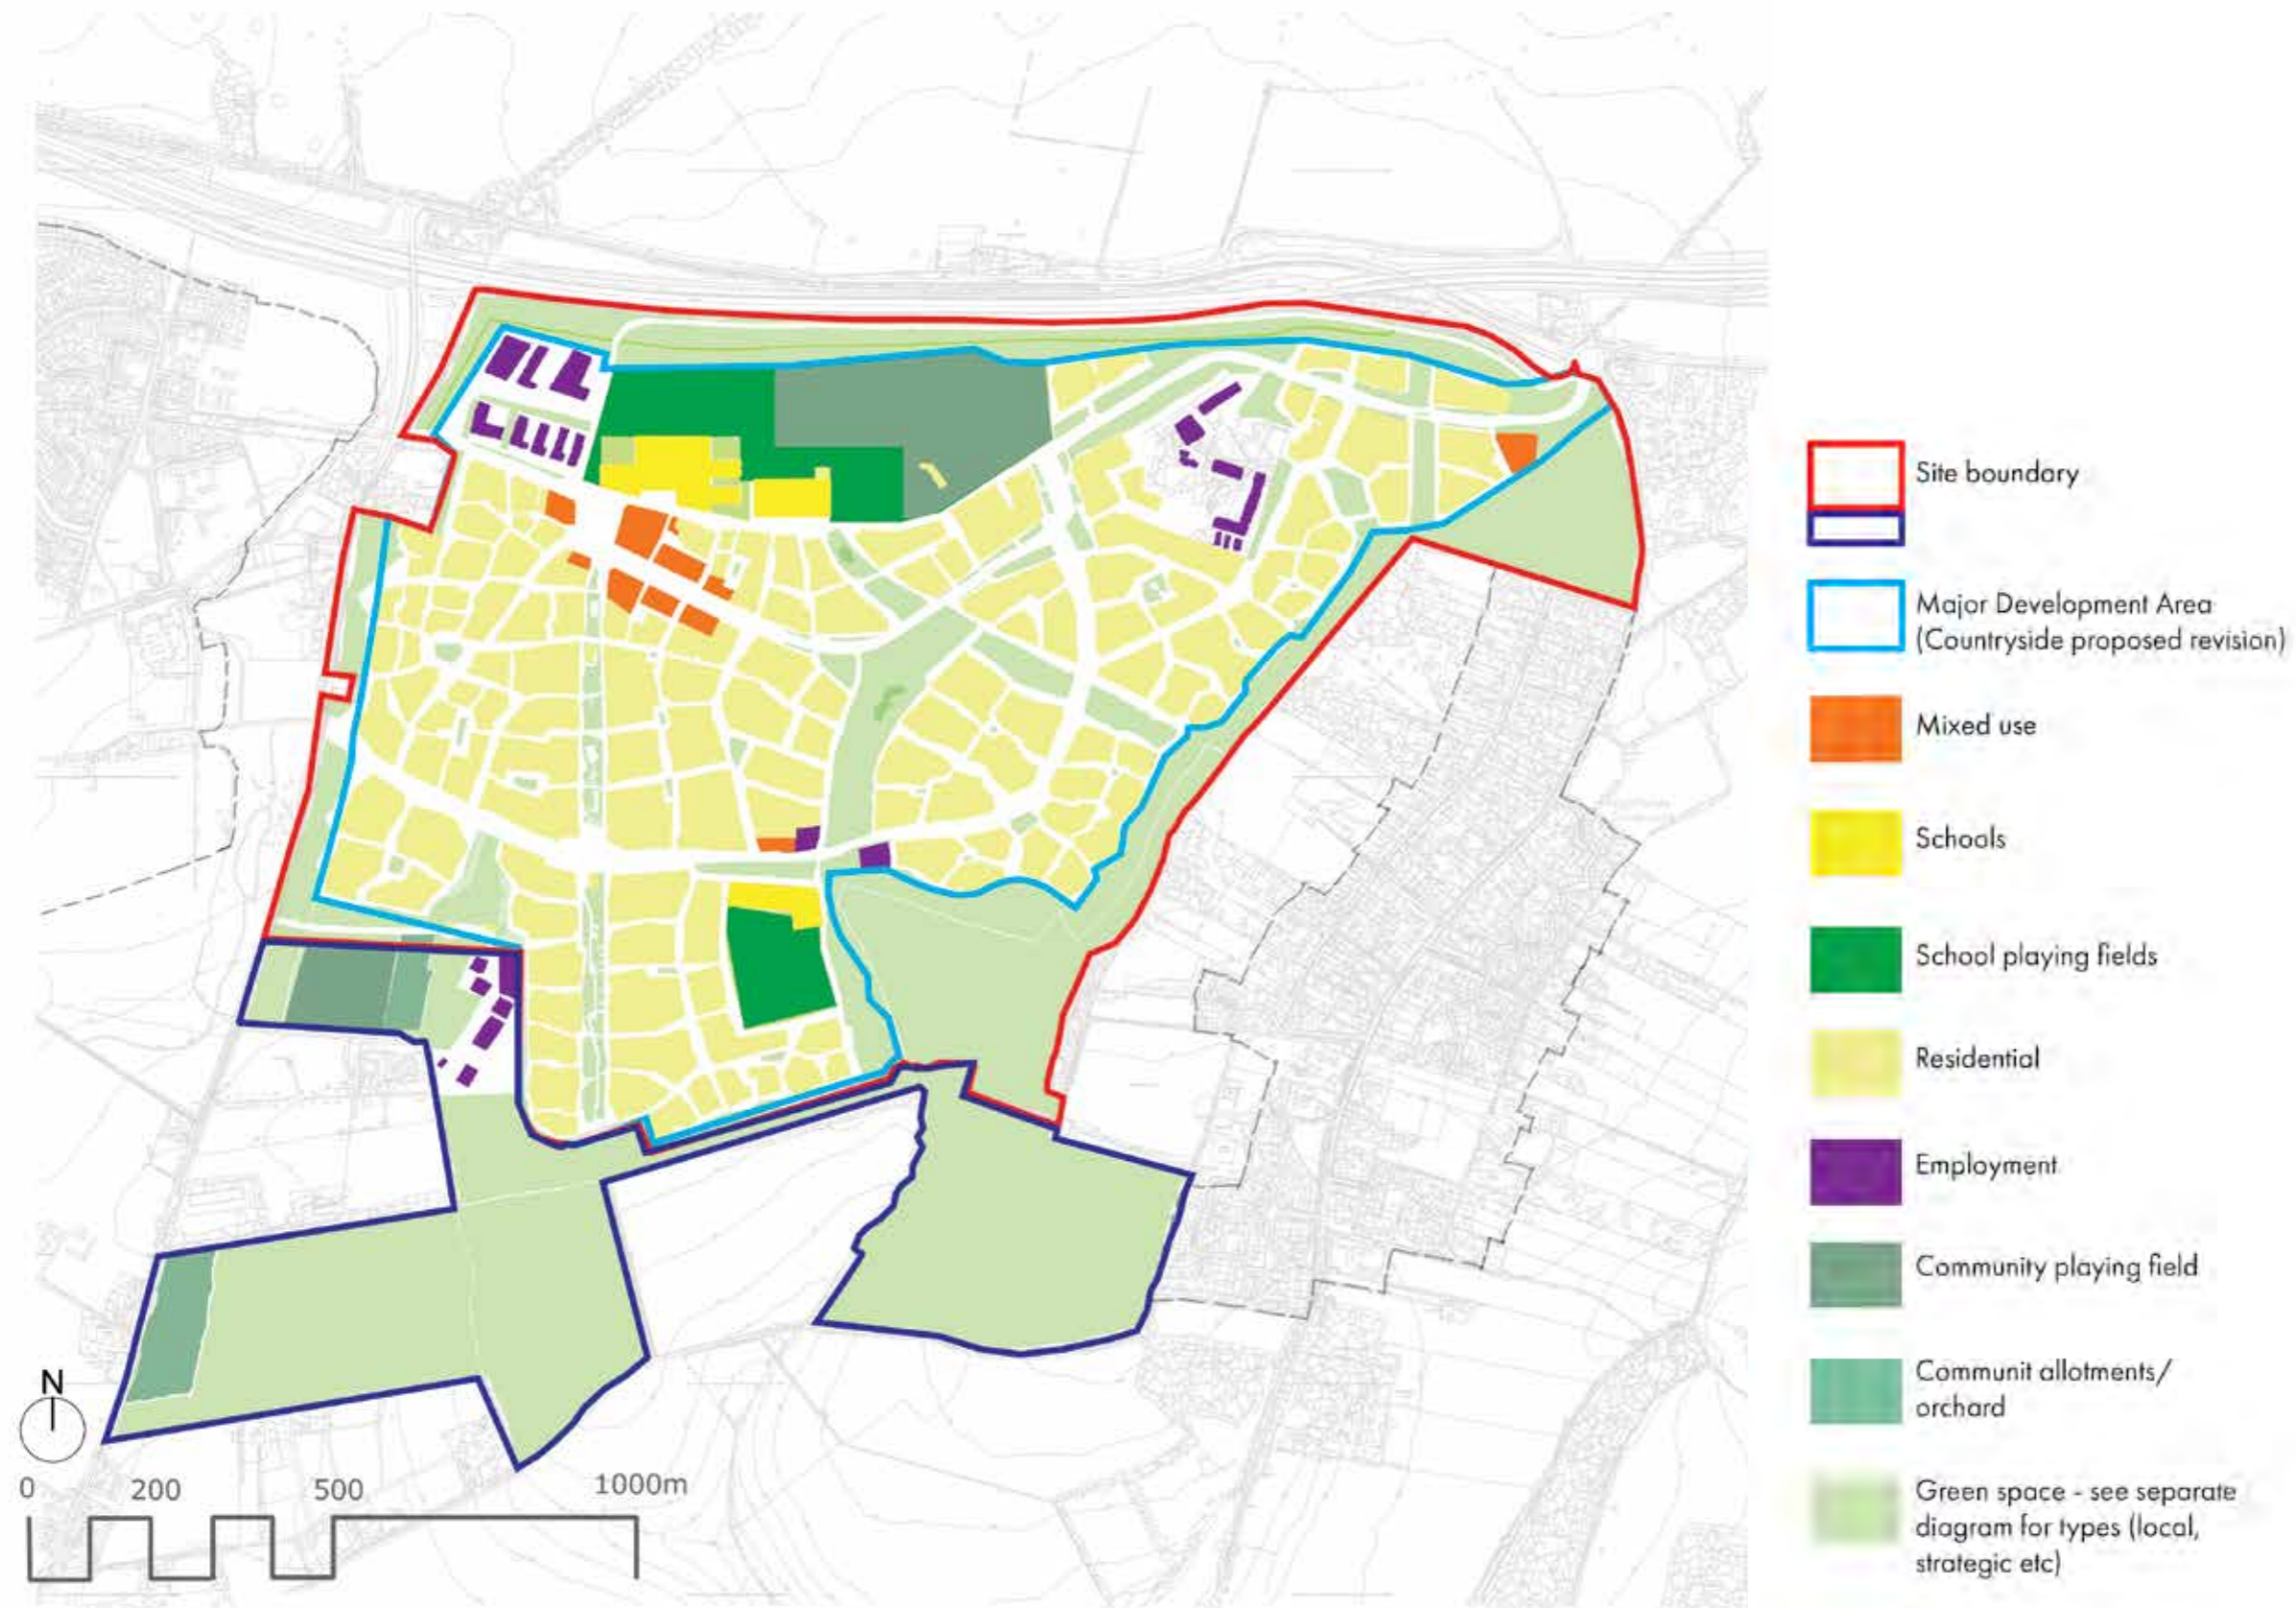 Site boundary
Major Development Area
(Countryside proposed revision)
Mixed use
Schools
School playing fields
Residential
Employment
Community playing field
Communit allotments/
orchard
Green space - see separate
diagram for types (local,
strategic etc)
N
0 200 500 1000m